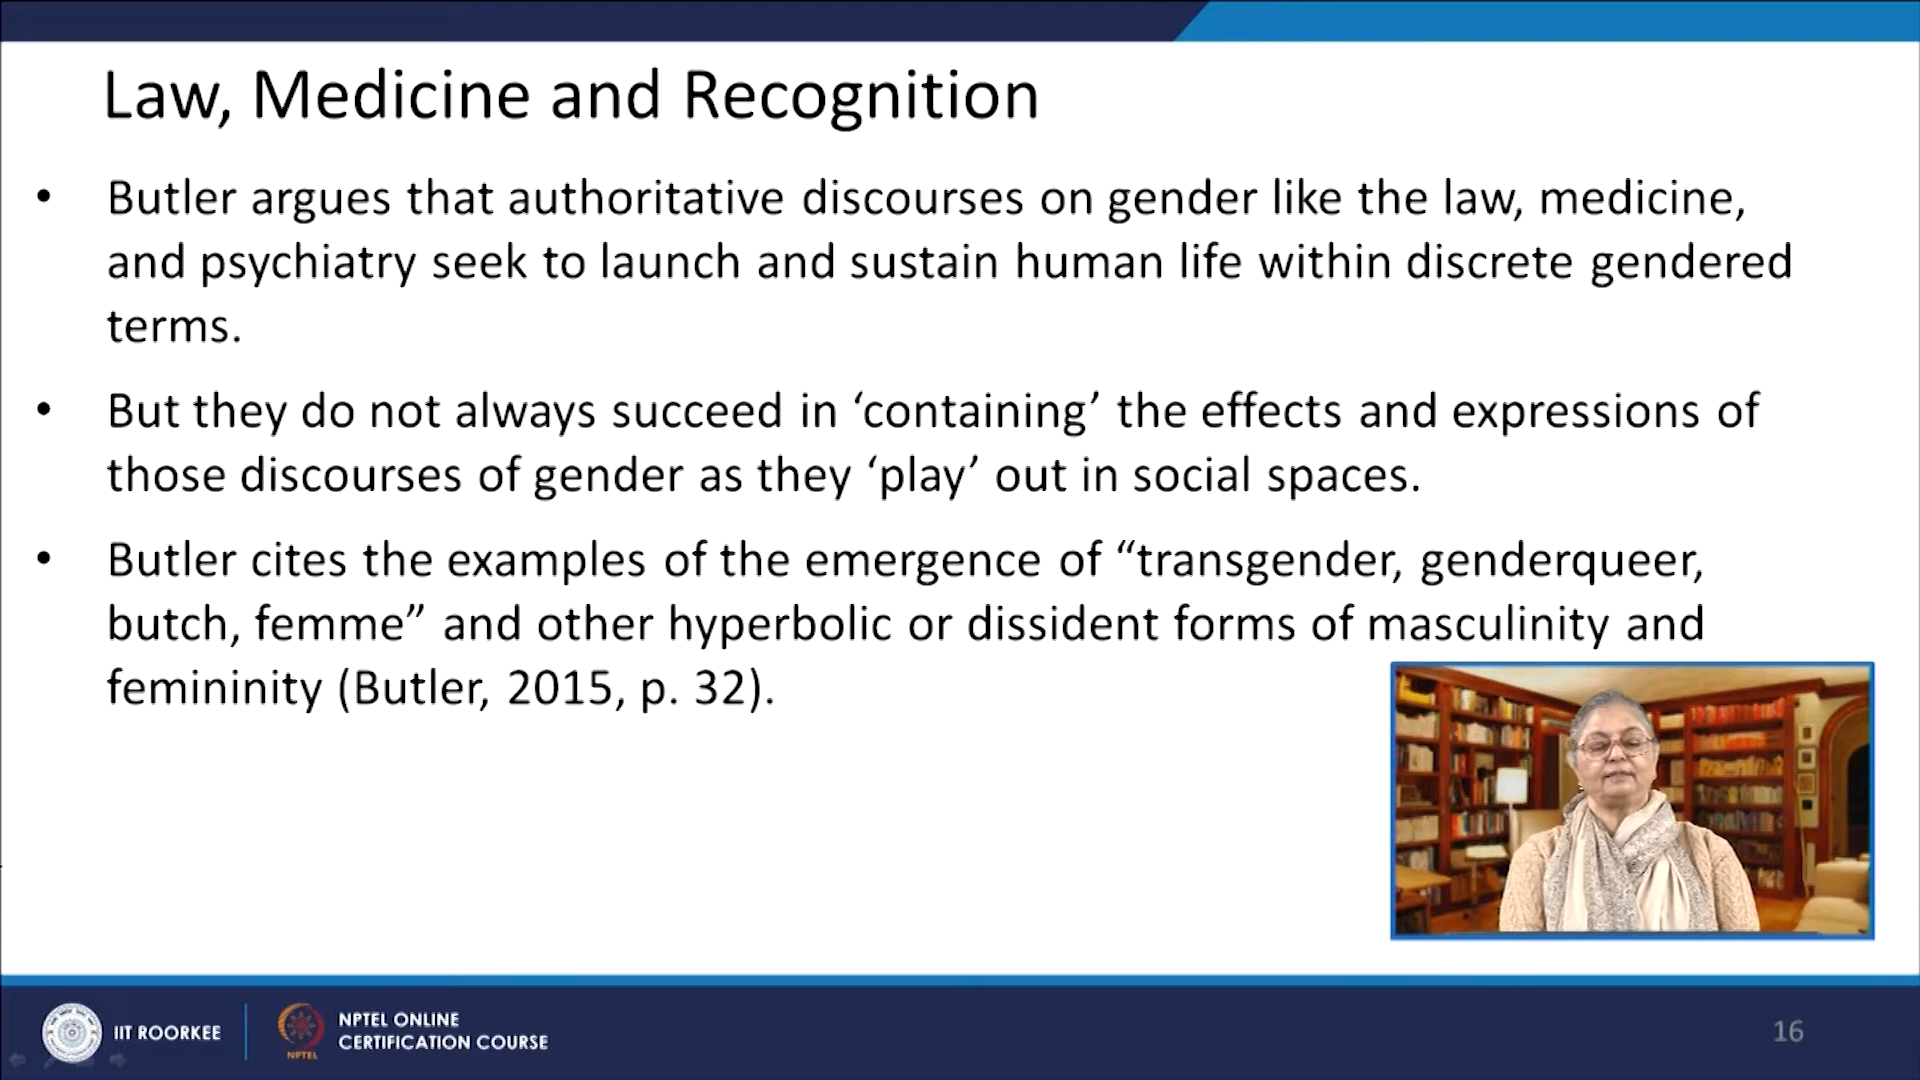 Law, Medicine and Recognition
• Butler argues that authoritative discourses on gender like the law, medicine,
and psychiatry seek to launch and sustain human life within discrete gendered
terms.
• But they do not always succeed in ‘containing’ the effects and expressions of
those discourses of gender as they ‘play’ out in social spaces.
• Butler cites the examples of the emergence of “transgender, genderqueer,
butch, femme” and other hyperbolic or dissident forms of masculinity and
femininity (Butler, 2015, p. 32).
IIT ROORKEE
NPTEL
NPTEL ONLINE
CERTIFICATION COURSE
16